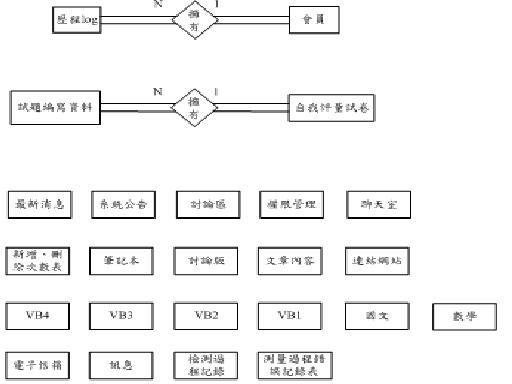 N 1
歷程log 擁有 會員
N 1
試題編寫資料 擁有 自我評量試卷
最新消息 系統公告 討論區 權限管理 聊天室
新增、刪 筆記本 討論版 文章內容 連結網站
除次數表
VB4 VB3 VB2 VB1 國文 數學
電子信箱 訊息 檢測過 測量過程錯
程記錄 誤記錄表